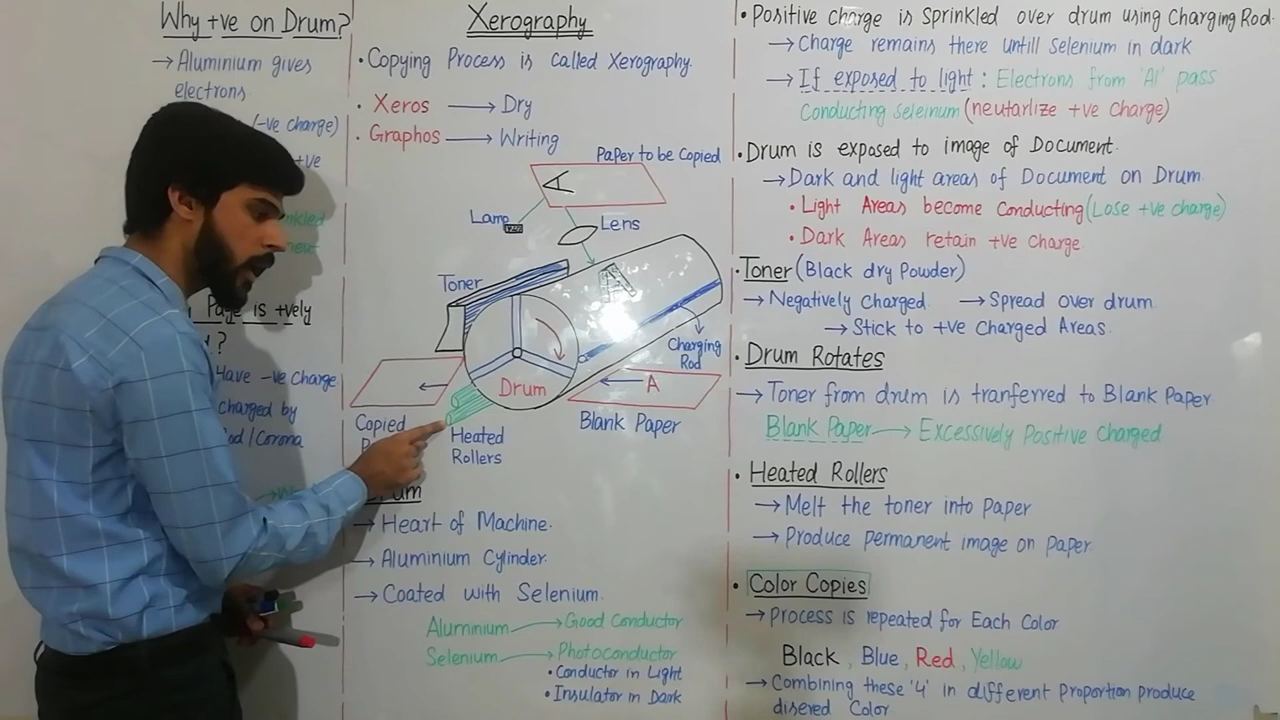 Why +ve on Drum?
→ Aluminium gives
electrons
(-ve charge)
+ve
Page is +vely
?
Have -ve charge
charged by
/ Corona
Xerography
• Copying Process is called Xerography.
• Xeros → Dry
• Graphos → Writing
Paper to be Copied
A
Lamp
Lens
Toner
A
Charging
Rod
Drum
A
Copied
Heated
Rollers
Blank Paper
→ Heart of Machine.
→ Aluminium Cylinder.
→ Coated with Selenium.
Aluminium → Good Conductor
Selenium → Photoconductor
• Conductor in Light
• Insulator in Dark
• Positive charge is Sprinkled over drum using Charging Rod.
→ Charge remains there untill selenium in dark
→ If exposed to light : Electrons from 'Al' pass
Conducting seleinum (neutarlize +ve charge)
• Drum is exposed to image of Document.
→ Dark and light areas of Document on Drum.
• Light Areas become Conducting (Lose +ve charge)
• Dark Areas retain +ve Charge.
• Toner (Black dry Powder)
→ Negatively Charged. → Spread over drum.
→ Stick to +ve Charged Areas.
• Drum Rotates
→ Toner from drum is tranferred to Blank Paper.
Blank Paper → Excessively Positive Charged
• Heated Rollers
→ Melt the toner into Paper
→ Produce permanent image on paper.
• Color Copies
→ Process is repeated for Each Color
Black , Blue, Red, Yellow
→ Combining these '4' in different Proportion produce
disered Color